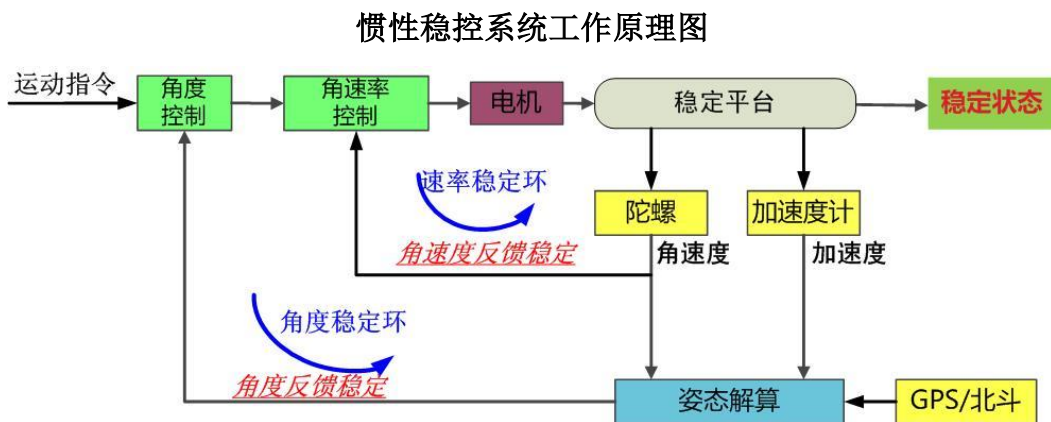 惯性稳控系统工作原理图
运动指令
角度
控制
角速率
控制
电机
稳定平台
稳定状态
速率稳定环
陀螺
加速度计
角速度反馈稳定
角速度
加速度
角度稳定环
角度反馈稳定
姿态解算
GPS/北斗